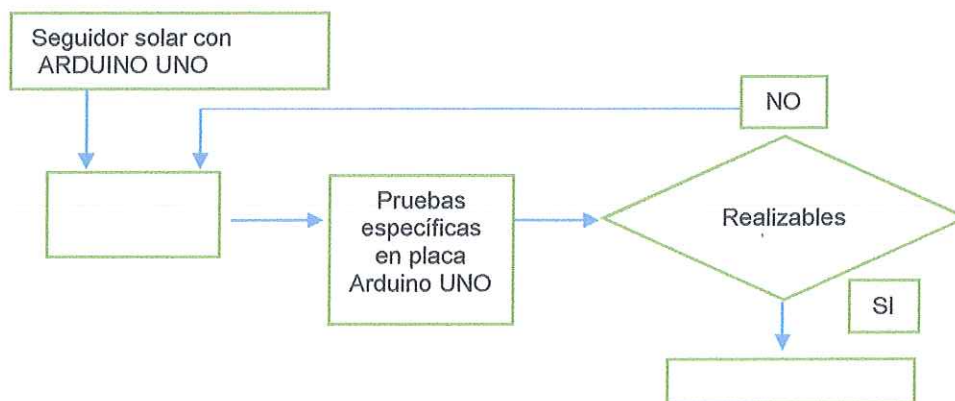 Seguidor solar con
ARDUINO UNO
NO
Pruebas
específicas
en placa
Arduino UNO
Realizables
SI